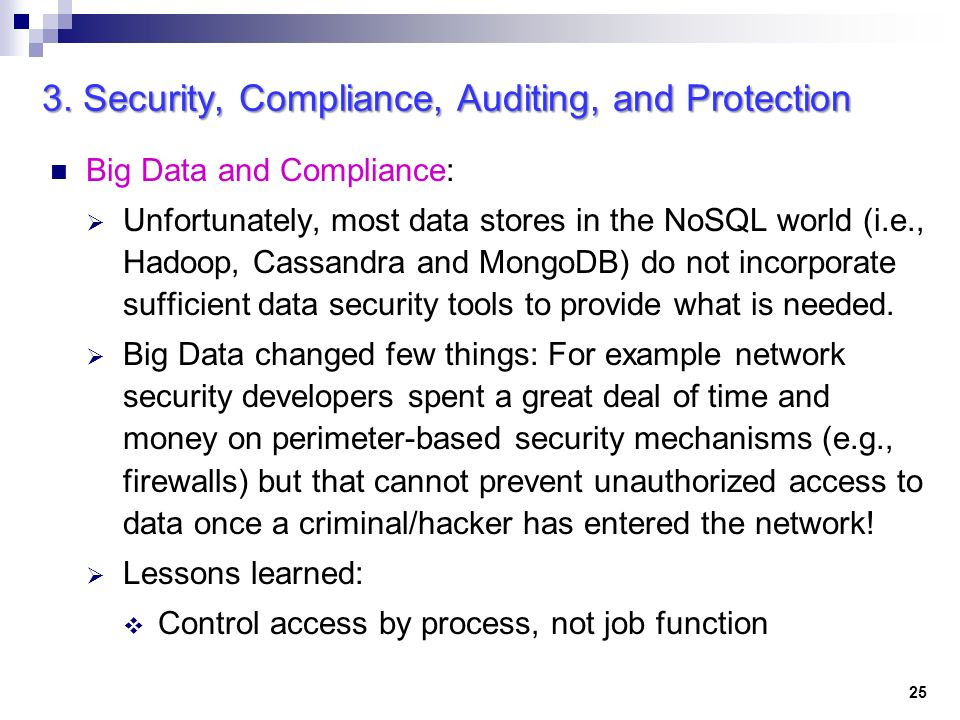 3. Security, Compliance, Auditing, and Protection
Big Data and Compliance:
Unfortunately, most data stores in the NoSQL world (i.e.,
Hadoop, Cassandra and MongoDB) do not incorporate
sufficient data security tools to provide what is needed.
Big Data changed few things: For example network
security developers spent a great deal of time and
money on perimeter-based security mechanisms (e.g.,
firewalls) but that cannot prevent unauthorized access to
data once a criminal/hacker has entered the network!
Lessons learned:
Control access by process, not job function
25